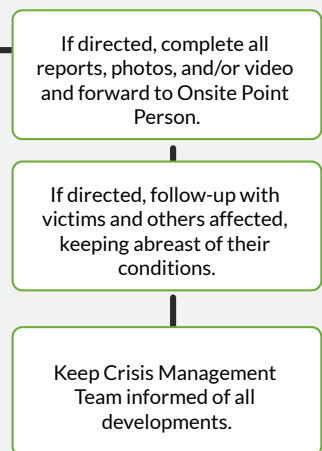 If directed, complete all
reports, photos, and/or video
and forward to Onsite Point
Person.
If directed, follow-up with
victims and others affected,
keeping abreast of their
conditions.
Keep Crisis Management
Team informed of all
developments.